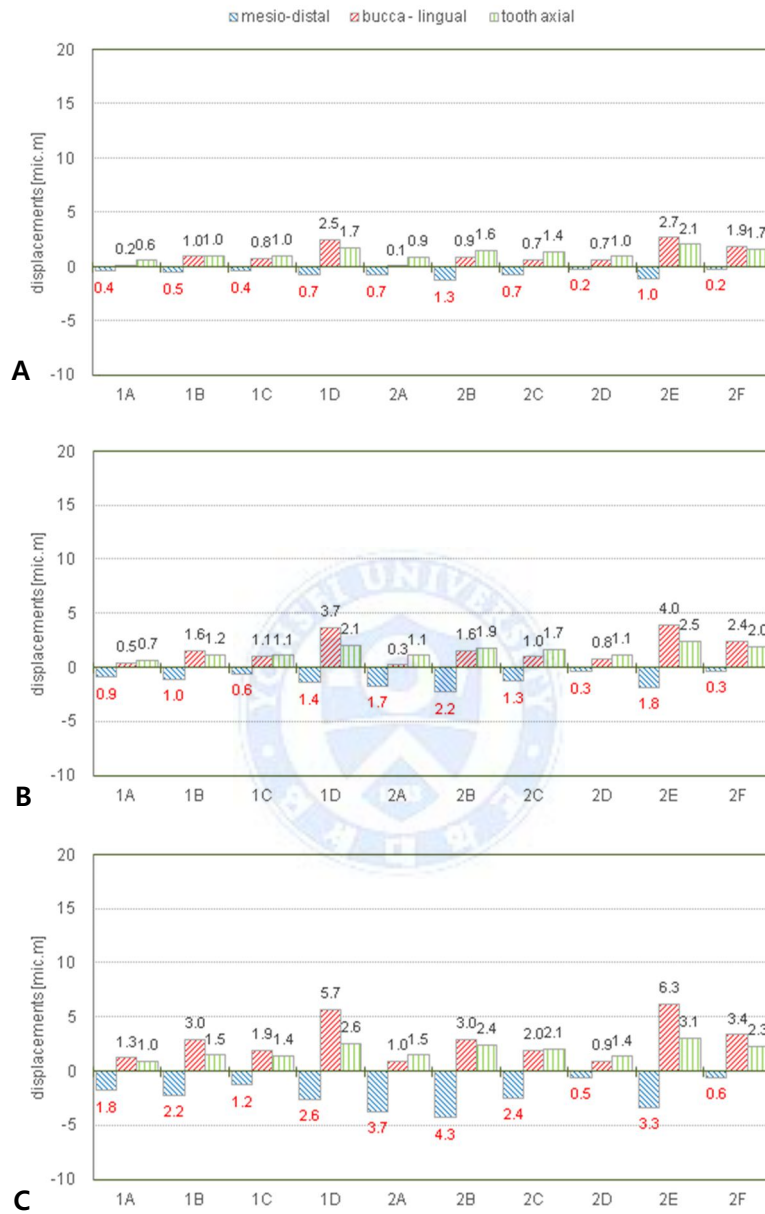 mesio-distal bucca - lingual tooth axial
20
15
10
5
0
-5
-10
displacements [mic.m]
0.2 0.6 1.0 1.0 0.8 1.0 2.5 1.7 0.1 0.9 0.9 1.6 0.7 1.4 0.7 1.0 2.7 2.1 1.9 1.7
0.4 0.5 0.4 0.7 0.7 1.3 0.7 0.2 1.0 0.2
A
1A 1B 1C 1D 2A 2B 2C 2D 2E 2F
20
15
10
5
0
-5
-10
displacements [mic.m]
0.5 0.7 1.6 1.2 1.1 1.1 3.7 2.1 0.3 1.1 1.6 1.9 1.0 1.7 0.8 1.1 4.0 2.5 2.4 2.0
0.9 1.0 0.6 1.4 1.7 2.2 1.3 0.3 1.8 0.3
YONSEI UNIVERSITY
B
1A 1B 1C 1D 2A 2B 2C 2D 2E 2F
20
15
10
5
0
-5
-10
displacements [mic.m]
1.3 1.0 3.0 1.5 1.9 1.4 5.7 2.6 1.0 1.5 3.0 2.4 2.0 2.1 0.9 1.4 6.3 3.1 3.4 2.3
1.8 2.2 1.2 2.6 3.7 4.3 2.4 0.5 3.3 0.6
C
1A 1B 1C 1D 2A 2B 2C 2D 2E 2F